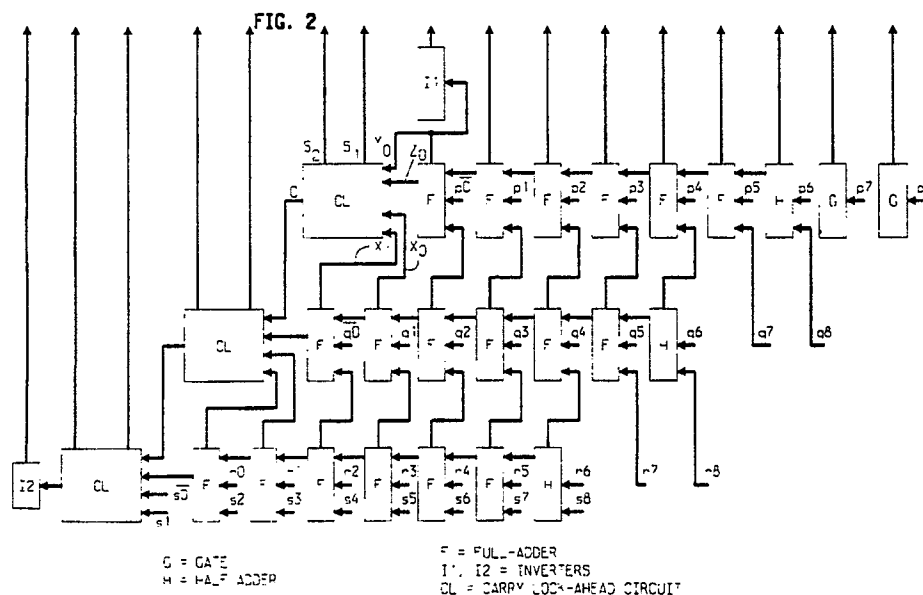 FIG. 2
I1
S2 S1 Y0 Z0
C CL F p0 F p1 F p2 F p3 F p4 F p5 H p6 G p7 G p
X X0
CL F q0 F q1 F q2 F q3 F q4 F q5 H q6 q7 q8
I2 CL s0 s1 F r0 s2 F r1 s3 F r2 s4 F r3 s5 F r4 s6 F r5 s7 H r6 s8 r7 r8
G = GATE
H = HALF ADDER
F = FULL-ADDER
I1, I2 = INVERTERS
CL = CARRY LOOK-AHEAD CIRCUIT